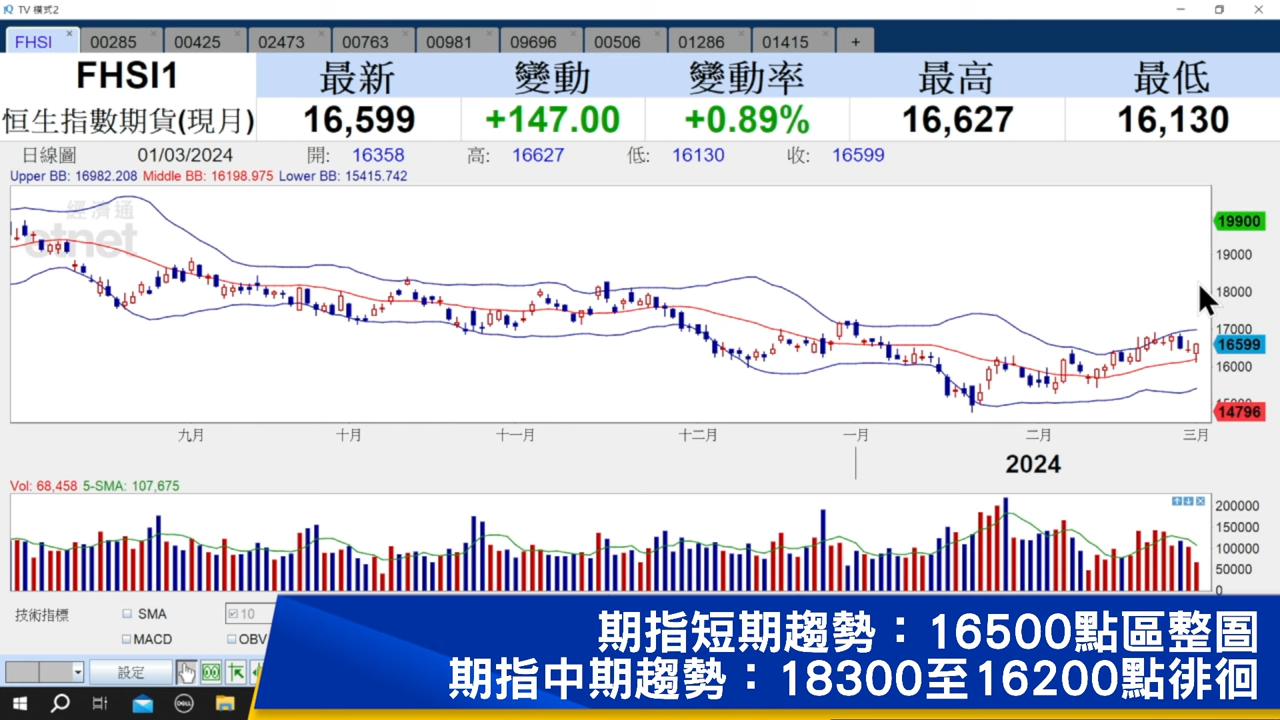 TV 模式2
FHSI 00285 00425 02473 00763 00981 09696 00506 01286 01415 +
FHSI1 最新 變動 變動率 最高 最低
恒生指數期貨(現月) 16,599 +147.00 +0.89% 16,627 16,130
日線圖 01/03/2024 開: 16358 高: 16627 低: 16130 收: 16599
Upper BB: 16982.208 Middle BB: 16198.975 Lower BB: 15415.742
經濟通
etnet
19900
19000
18000
17000
16599
16000
14796
九月 十月 十一月 十二月 一月 二月 三月
2024
Vol: 68,458 5-SMA: 107,675
200000
150000
100000
50000
0
技術指標 SMA 10
MACD OBV
設定
期指短期趨勢：16500點區整固
期指中期趨勢：18300至16200點徘徊
DELL